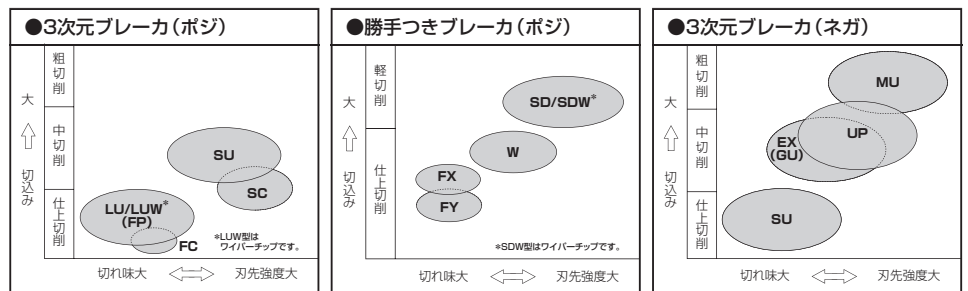 ●3次元ブレーカ（ポジ）
大
切込み
粗切削
中切削
仕上切削
SU
SC
LU/LUW*
(FP)
FC
*LUW型は
ワイパーチップです。
切れ味大
刃先強度大
●勝手つきブレーカ（ポジ）
大
切込み
軽切削
仕上切削
SD/SDW*
W
FX
FY
*SDW型はワイパーチップです。
切れ味大
刃先強度大
●3次元ブレーカ（ネガ）
大
切込み
粗切削
中切削
仕上切削
MU
UP
EX
(GU)
SU
切れ味大
刃先強度大